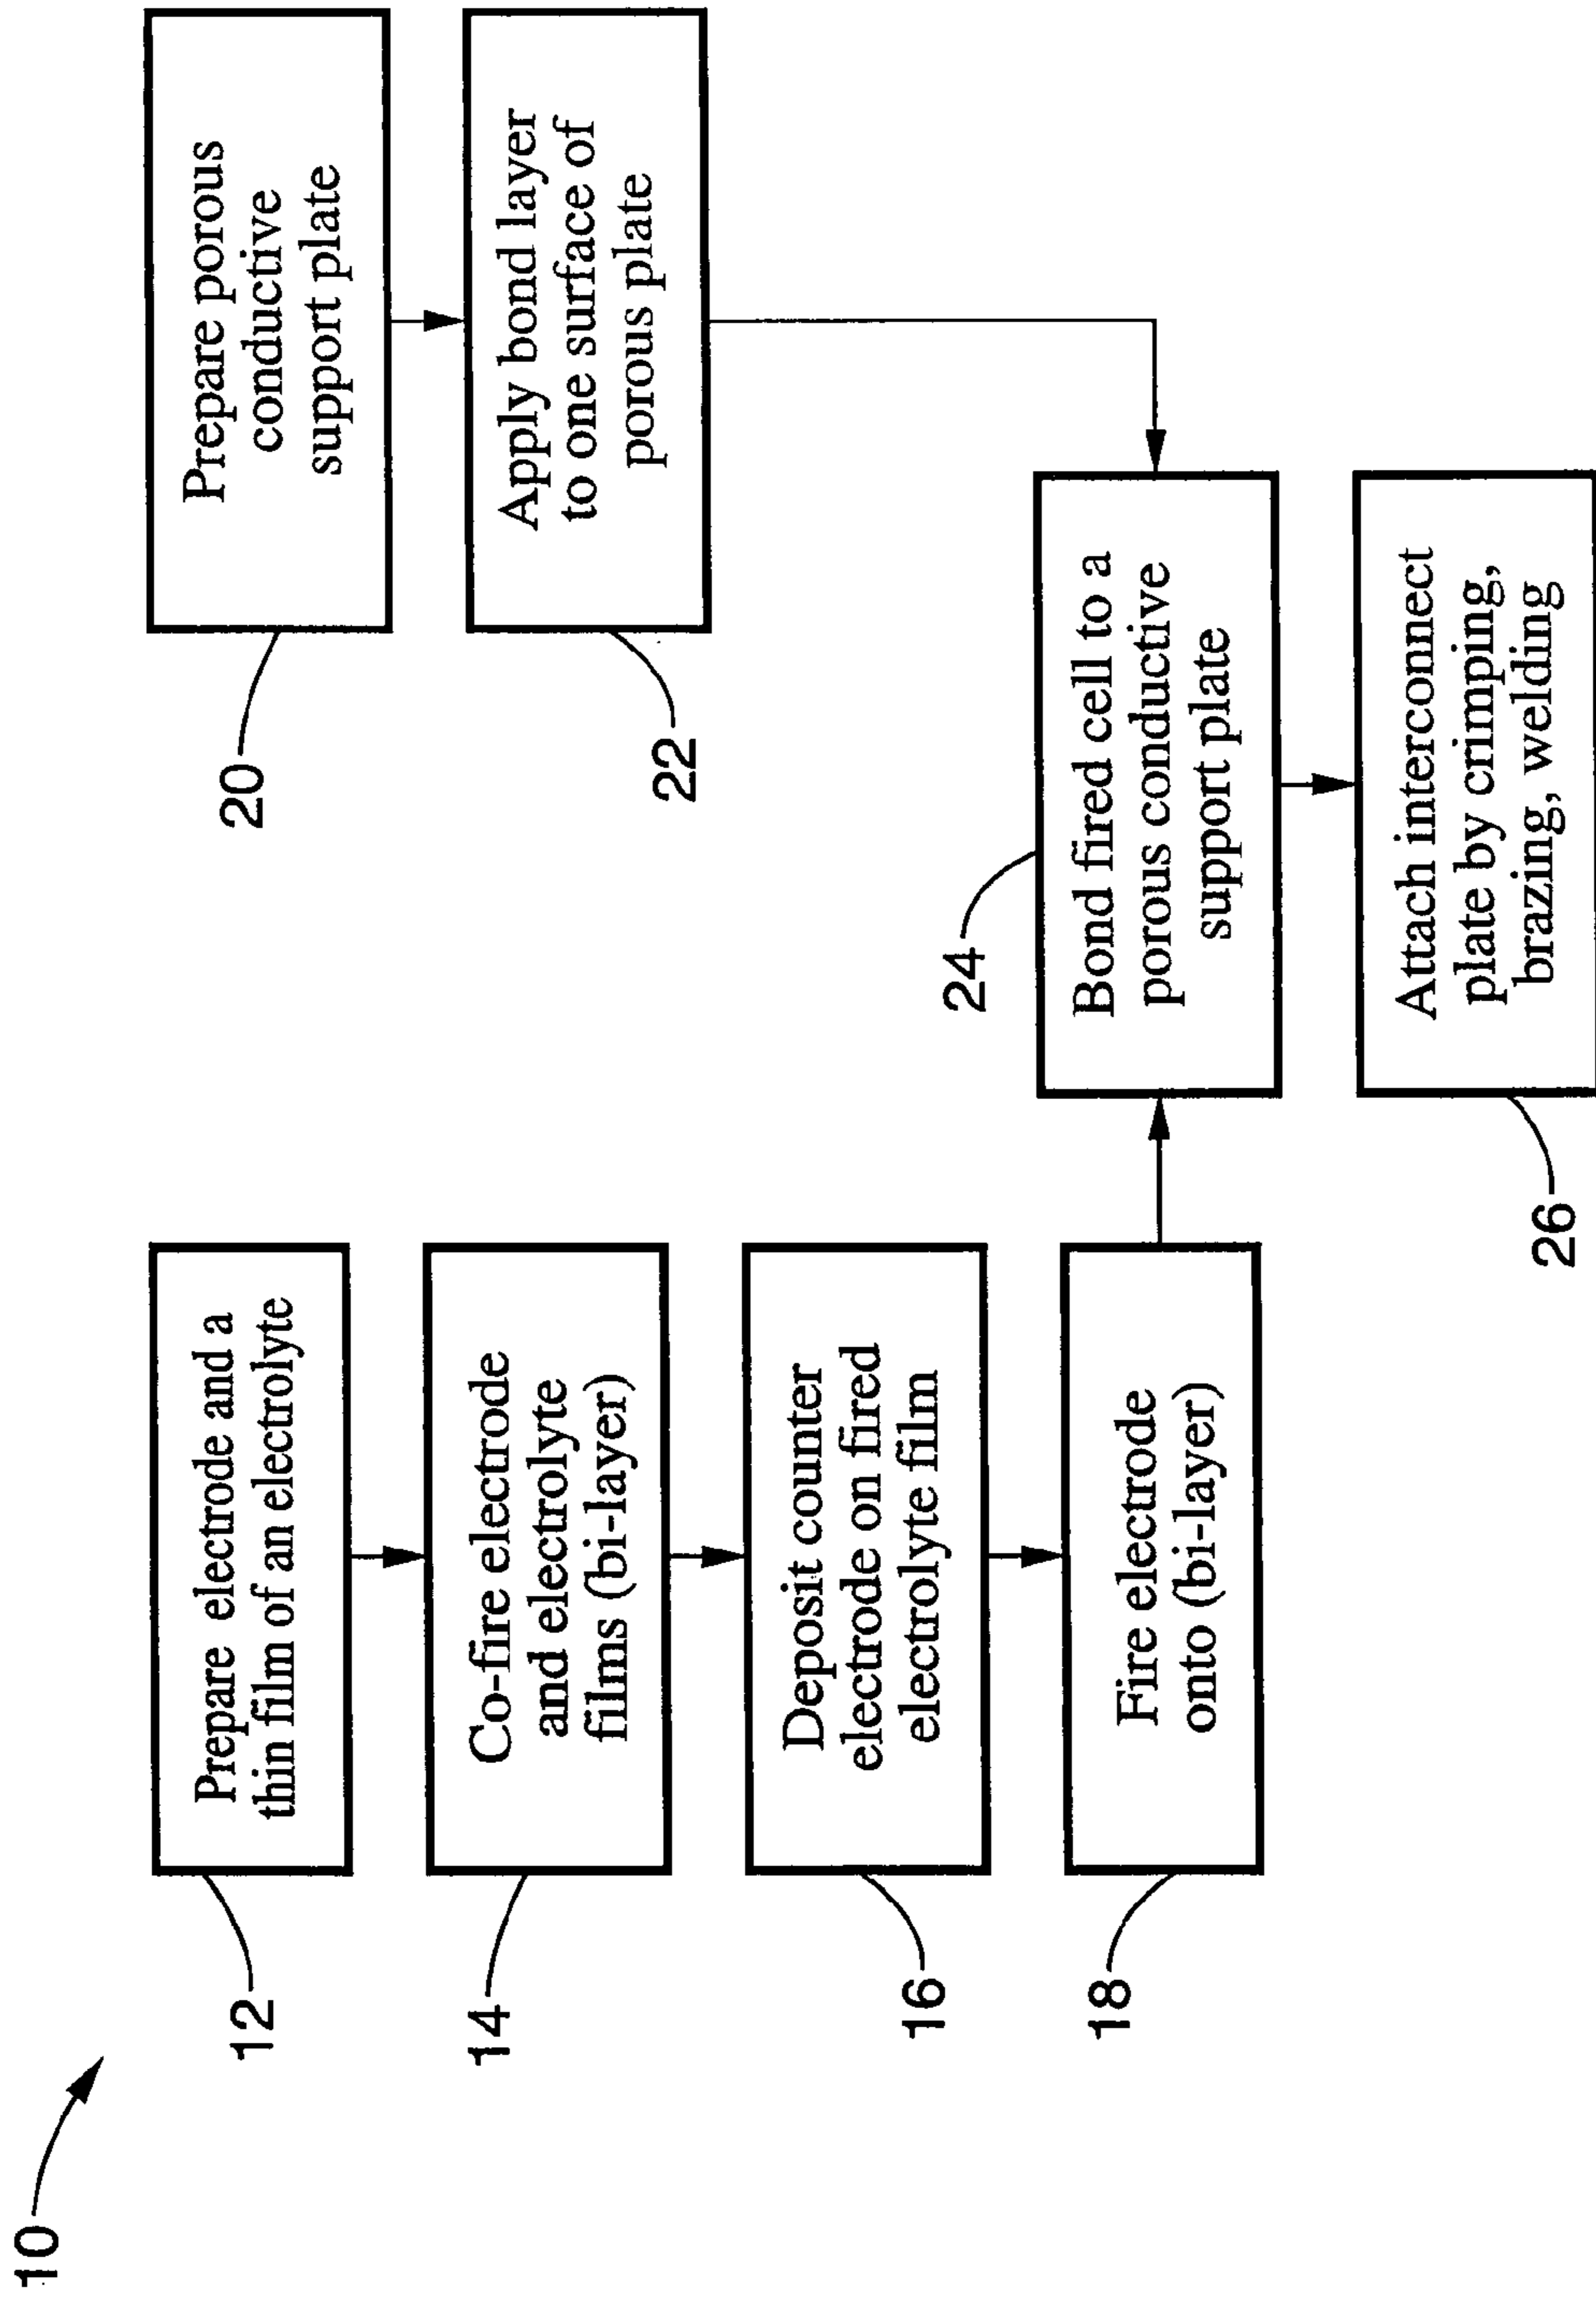 10
12
Prepare electrode and a
thin film of an electrolyte
14
Co-fire electrode
and electrolyte
films (bi-layer)
16
Deposit counter
electrode on fired
electrolyte film
18
Fire electrode
onto (bi-layer)
20
Prepare porous
conductive
support plate
22
Apply bond layer
to one surface of
porous plate
24
Bond fired cell to a
porous conductive
support plate
26
Attach interconnect
plate by crimping,
brazing, welding